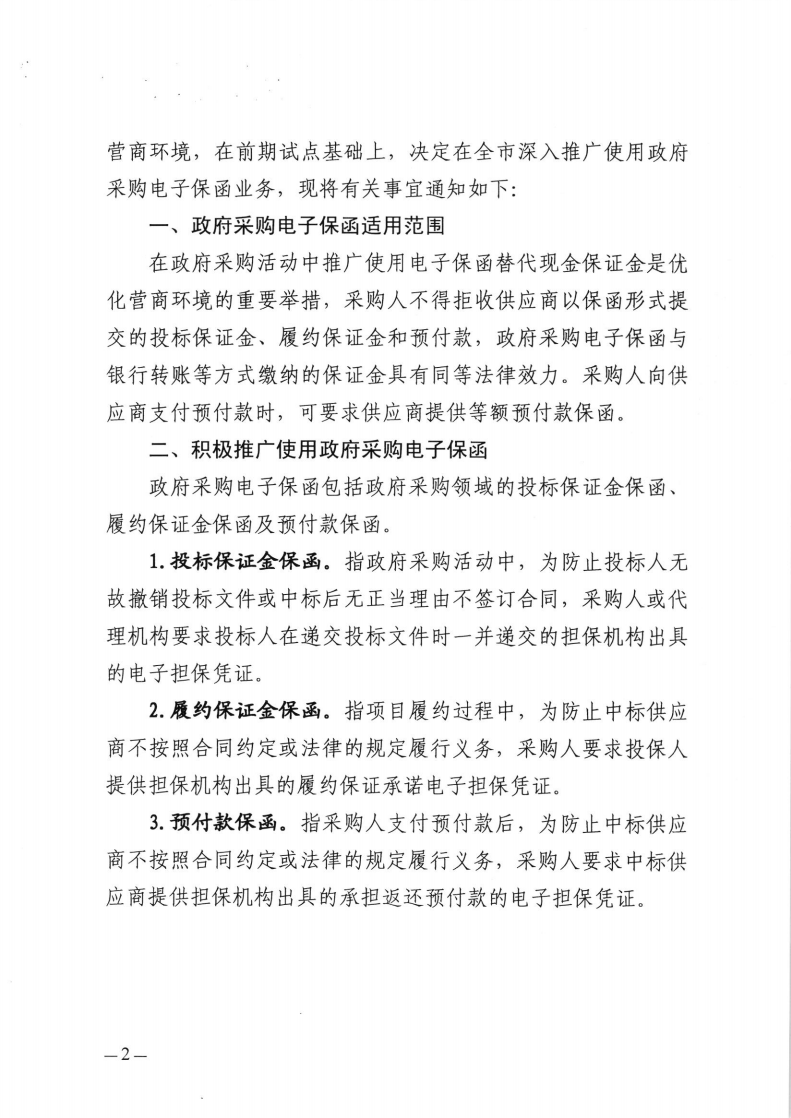 营商环境，在前期试点基础上，决定在全市深入推广使用政府
采购电子保函业务，现将有关事宜通知如下：
一、政府采购电子保函适用范围
在政府采购活动中推广使用电子保函替代现金保证金是优
化营商环境的重要举措，采购人不得拒收供应商以保函形式提
交的投标保证金、履约保证金和预付款，政府采购电子保函与
银行转账等方式缴纳的保证金具有同等法律效力。采购人向供
应商支付预付款时，可要求供应商提供等额预付款保函。
二、积极推广使用政府采购电子保函
政府采购电子保函包括政府采购领域的投标保证金保函、
履约保证金保函及预付款保函。
1.投标保证金保函。指政府采购活动中，为防止投标人无
故撤销投标文件或中标后无正当理由不签订合同，采购人或代
理机构要求投标人在递交投标文件时一并递交的担保机构出具
的电子担保凭证。
2.履约保证金保函。指项目履约过程中，为防止中标供应
商不按照合同约定或法律的规定履行义务，采购人要求投保人
提供担保机构出具的履约保证承诺电子担保凭证。
3.预付款保函。指采购人支付预付款后，为防止中标供应
商不按照合同约定或法律的规定履行义务，采购人要求中标供
应商提供担保机构出具的承担返还预付款的电子担保凭证。
—2—